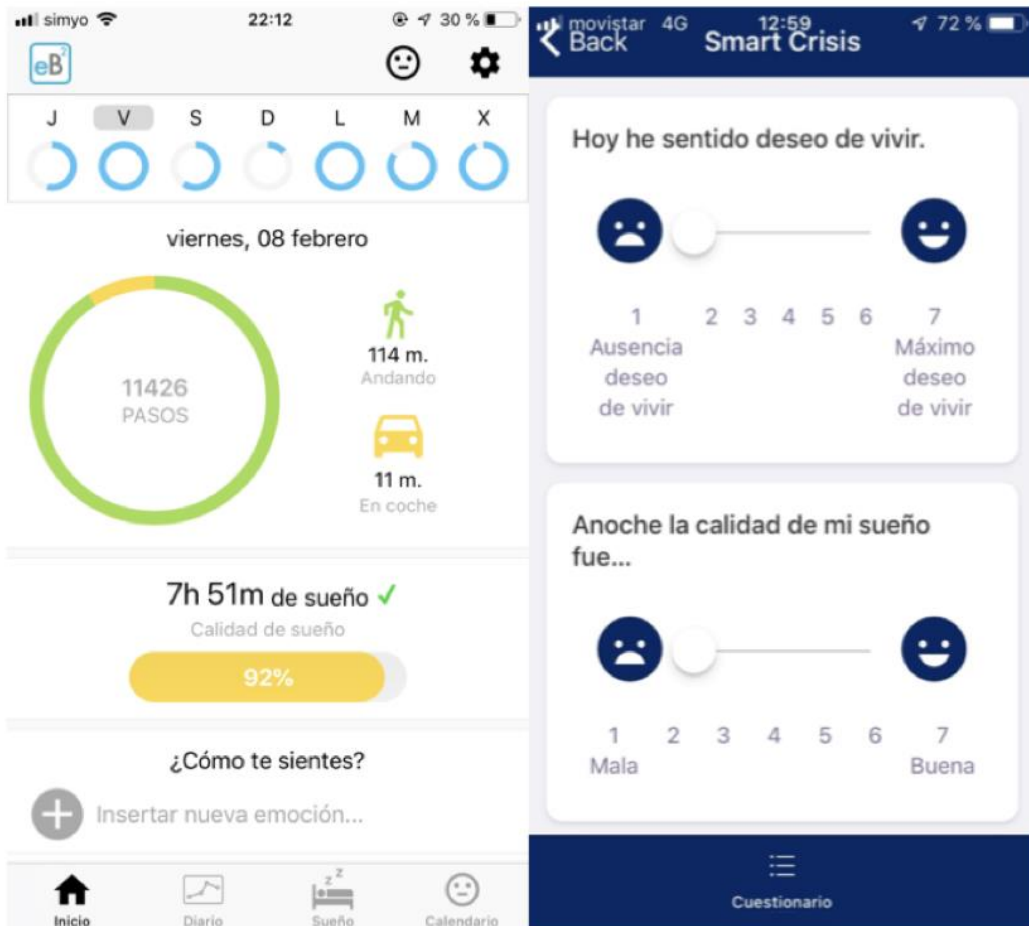 simyo 22:12 30 %
eB2
J V S D L M X
viernes, 08 febrero
11426
PASOS
114 m.
Andando
11 m.
En coche
7h 51m de sueño ✓
Calidad de sueño
92%
¿Cómo te sientes?
Insertar nueva emoción...
z z
Inicio Diario Sueño Calendario
movistar 4G 12:59 72 %
Back Smart Crisis
Hoy he sentido deseo de vivir.
1 2 3 4 5 6 7
Ausencia Máximo
deseo deseo
de vivir de vivir
Anoche la calidad de mi sueño
fue...
1 2 3 4 5 6 7
Mala Buena
Cuestionario